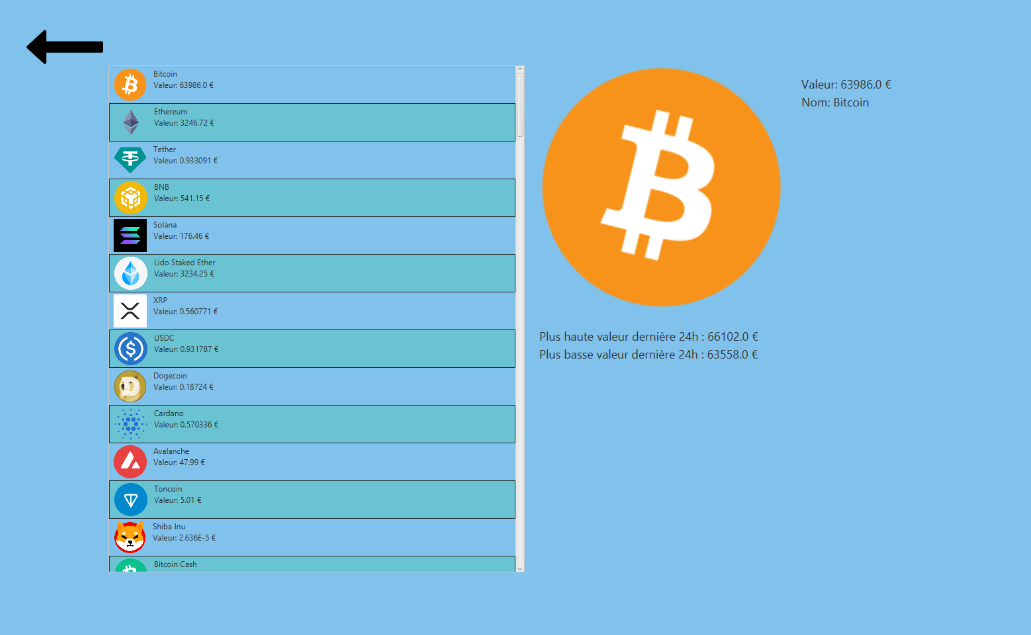 Bitcoin
Valeur: 63986.0 €
Ethereum
Valeur: 3246.72 €
Tether
Valeur: 0.933091 €
BNB
Valeur: 541.15 €
Solana
Valeur: 176.46 €
Lido Staked Ether
Valeur: 3234.25 €
XRP
Valeur: 0.560771 €
USDC
Valeur: 0.931787 €
Dogecoin
Valeur: 0.18724 €
Cardano
Valeur: 0.570336 €
Avalanche
Valeur: 47.99 €
Toncoin
Valeur: 5.01 €
Shiba Inu
Valeur: 2.636E-5 €
Bitcoin Cash
Valeur: 63986.0 €
Nom: Bitcoin
Plus haute valeur dernière 24h : 66102.0 €
Plus basse valeur dernière 24h : 63558.0 €